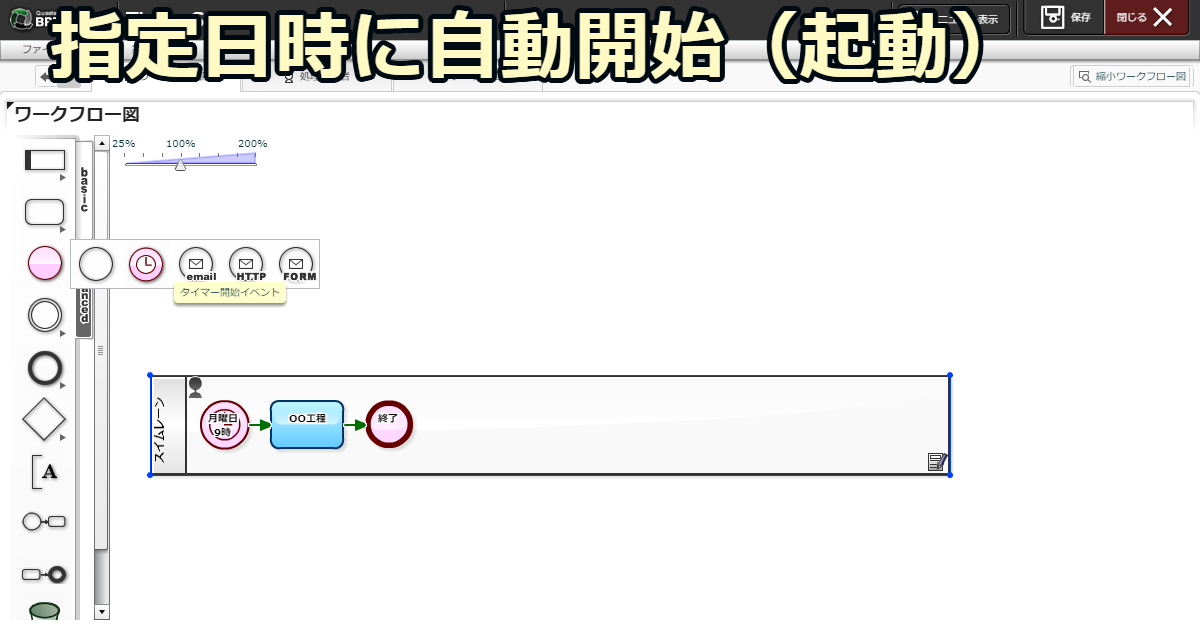 指定日時に自動開始（起動）
表示
保存
閉じる
縮小ワークフロー図
ワークフロー図
25% 100% 200%
basic
email
HTTP
FORM
タイマー開始イベント
スイムレーン
月曜日
9時
〇〇工程
終了
A